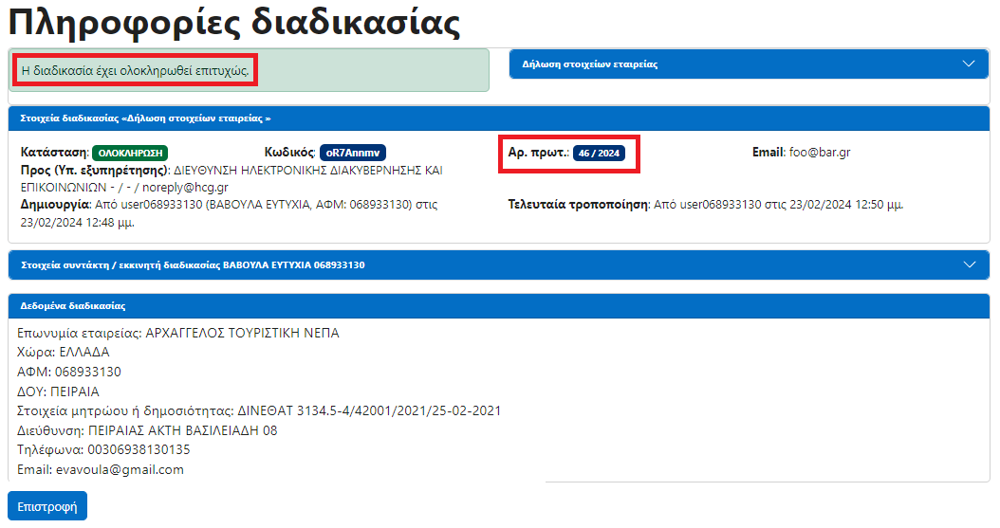 Πληροφορίες διαδικασίας
Η διαδικασία έχει ολοκληρωθεί επιτυχώς.
Δήλωση στοιχείων εταιρείας
Στοιχεία διαδικασίας «Δήλωση στοιχείων εταιρείας »
Κατάσταση: ΟΛΟΚΛΗΡΩΣΗ Κωδικός: oR7Annmv Αρ. πρωτ.: 46 / 2024 Email: foo@bar.gr
Προς (Υπ. εξυπηρέτησης): ΔΙΕΥΘΥΝΣΗ ΗΛΕΚΤΡΟΝΙΚΗΣ ΔΙΑΚΥΒΕΡΝΗΣΗΣ ΚΑΙ
ΕΠΙΚΟΙΝΩΝΙΩΝ - / - / noreply@hcg.gr
Δημιουργία: Από user068933130 (ΒΑΒΟΥΛΑ ΕΥΤΥΧΙΑ, ΑΦΜ: 068933130) στις
23/02/2024 12:48 μμ.
Τελευταία τροποποίηση: Από user068933130 στις 23/02/2024 12:50 μμ.
Στοιχεία συντάκτη / εκκινητή διαδικασίας ΒΑΒΟΥΛΑ ΕΥΤΥΧΙΑ 068933130
Δεδομένα διαδικασίας
Επωνυμία εταιρείας: ΑΡΧΑΓΓΕΛΟΣ ΤΟΥΡΙΣΤΙΚΗ ΝΕΠΑ
Χώρα: ΕΛΛΑΔΑ
ΑΦΜ: 068933130
ΔΟΥ: ΠΕΙΡΑΙΑ
Στοιχεία μητρώου ή δημοσιότητας: ΔΙΝΕΘΑΤ 3134.5-4/42001/2021/25-02-2021
Διεύθυνση: ΠΕΙΡΑΙΑΣ ΑΚΤΗ ΒΑΣΙΛΕΙΑΔΗ 08
Τηλέφωνα: 00306938130135
Email: evavoula@gmail.com
Επιστροφή